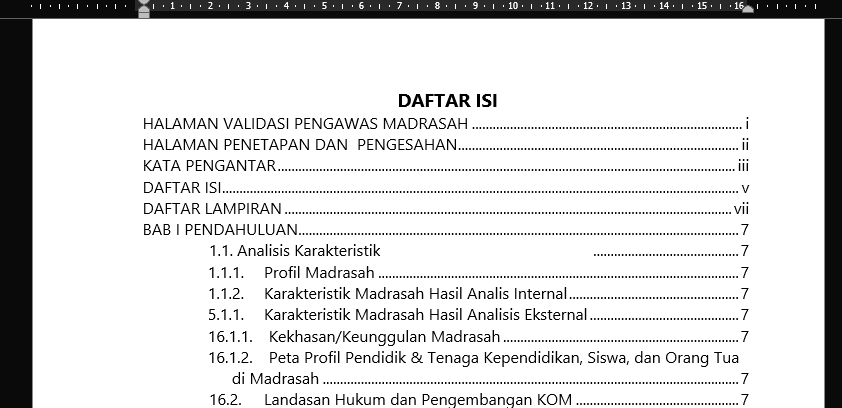 1 2 3 4 5 6 7 8 9 10 11 12 13 14 15 16
DAFTAR ISI
HALAMAN VALIDASI PENGAWAS MADRASAH ........ i
HALAMAN PENETAPAN DAN  PENGESAHAN........ ii
KATA PENGANTAR........ iii
DAFTAR ISI........ v
DAFTAR LAMPIRAN ........ vii
BAB I PENDAHULUAN........ 7
1.1. Analisis Karakteristik ........ 7
1.1.1. Profil Madrasah ........ 7
1.1.2. Karakteristik Madrasah Hasil Analis Internal........ 7
5.1.1. Karakteristik Madrasah Hasil Analisis Eksternal ........ 7
16.1.1. Kekhasan/Keunggulan Madrasah ........ 7
16.1.2. Peta Profil Pendidik & Tenaga Kependidikan, Siswa, dan Orang Tua
di Madrasah ........ 7
16.2. Landasan Hukum dan Pengembangan KOM ........ 7